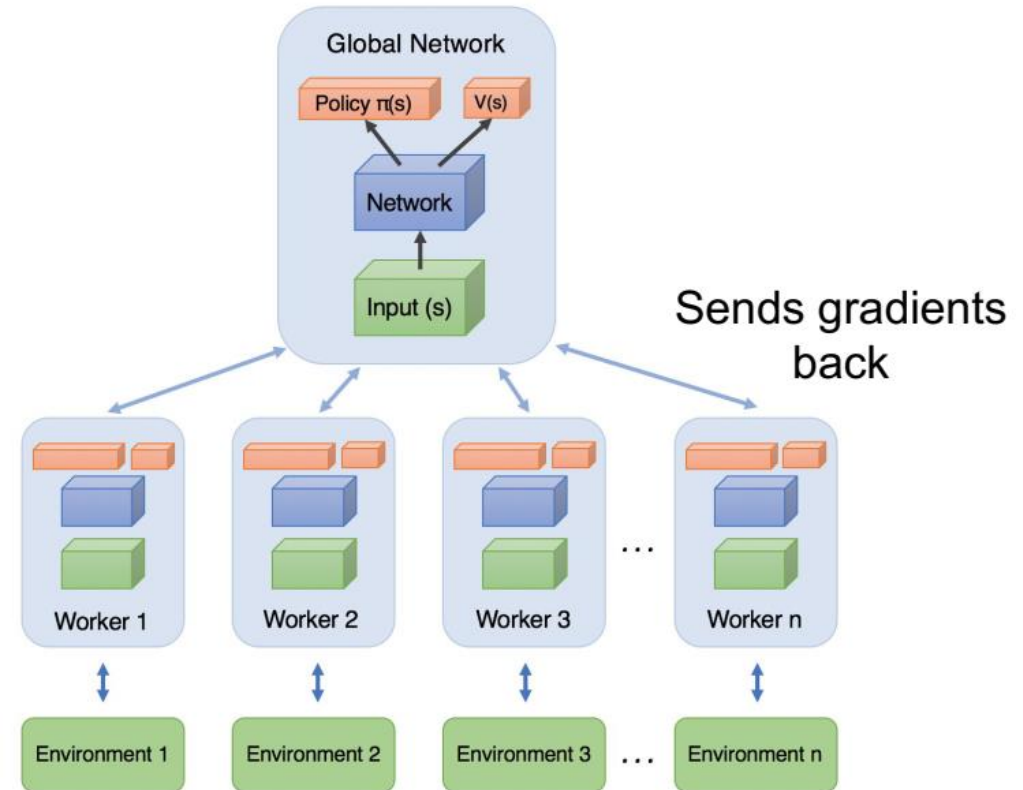 Global Network
Policy π(s)
V(s)
Network
Input (s)
Sends gradients
back
Worker 1
Worker 2
Worker 3
...
Worker n
Environment 1
Environment 2
Environment 3
...
Environment n